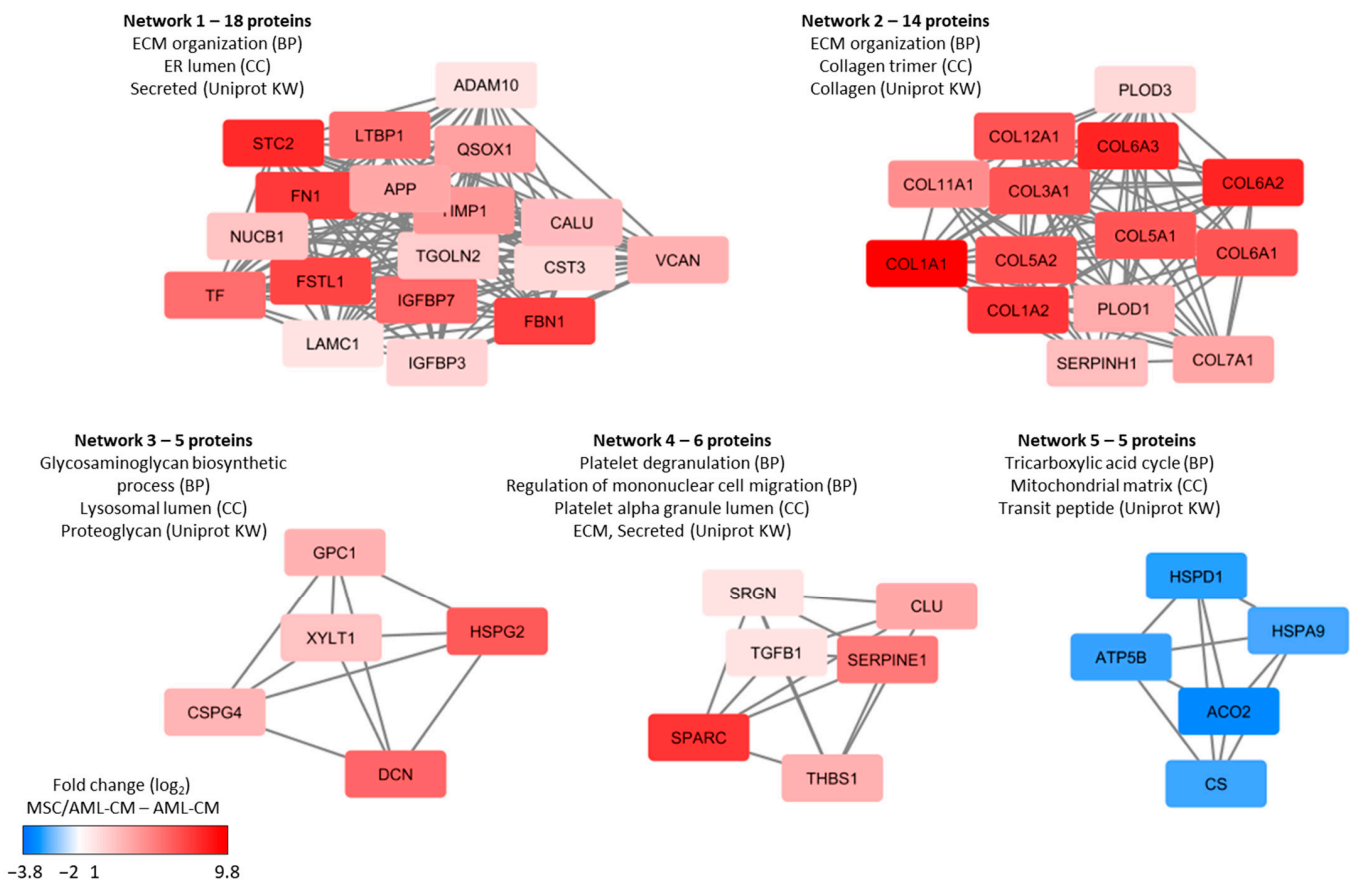 Network 1 – 18 proteins
ECM organization (BP)
ER lumen (CC)
Secreted (Uniprot KW)
ADAM10
STC2
LTBP1
QSOX1
FN1
APP
TIMP1
NUCB1
CALU
TGOLN2
CST3
VCAN
TF
FSTL1
IGFBP7
FBN1
LAMC1
IGFBP3
Network 2 – 14 proteins
ECM organization (BP)
Collagen trimer (CC)
Collagen (Uniprot KW)
PLOD3
COL12A1
COL6A3
COL11A1
COL3A1
COL6A2
COL5A1
COL1A1
COL5A2
COL6A1
COL1A2
PLOD1
SERPINH1
COL7A1
Network 3 – 5 proteins
Glycosaminoglycan biosynthetic
process (BP)
Lysosomal lumen (CC)
Proteoglycan (Uniprot KW)
GPC1
XYLT1
HSPG2
CSPG4
DCN
Network 4 – 6 proteins
Platelet degranulation (BP)
Regulation of mononuclear cell migration (BP)
Platelet alpha granule lumen (CC)
ECM, Secreted (Uniprot KW)
SRGN
CLU
TGFB1
SERPINE1
SPARC
THBS1
Network 5 – 5 proteins
Tricarboxylic acid cycle (BP)
Mitochondrial matrix (CC)
Transit peptide (Uniprot KW)
HSPD1
HSPA9
ATP5B
ACO2
CS
Fold change (log₂)
MSC/AML-CM – AML-CM
−3.8 −2 1 9.8